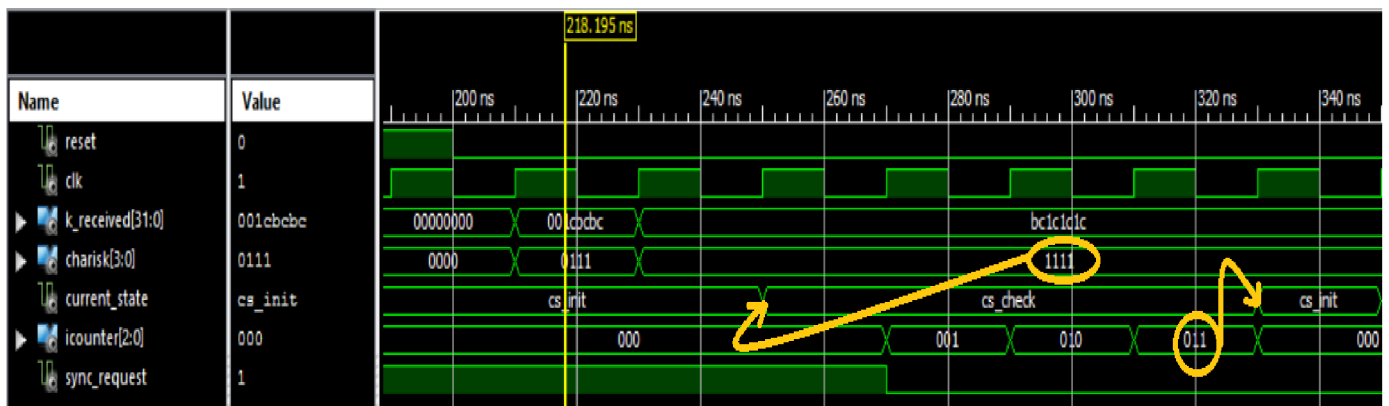 218.195 ns
Name Value 200 ns 220 ns 240 ns 260 ns 280 ns 300 ns 320 ns 340 ns
reset 0
clk 1
k_received[31:0] 001cbcbc 00000000 001cbcbc bc1c1c1c
charisk[3:0] 0111 0000 0111 1111
current_state cs_init cs_init cs_check cs_init
icounter[2:0] 000 000 001 010 011 000
sync_request 1